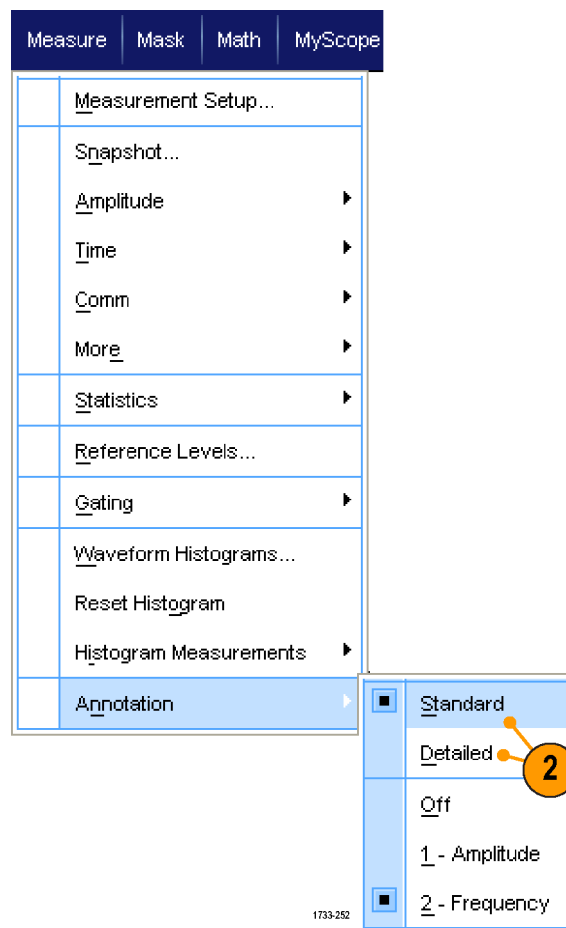 Measure Mask Math MyScope
Measurement Setup...
Snapshot...
Amplitude
Time
Comm
More
Statistics
Reference Levels...
Gating
Waveform Histograms...
Reset Histogram
Histogram Measurements
Annotation
Standard
Detailed
2
Off
1 - Amplitude
2 - Frequency
1733-252